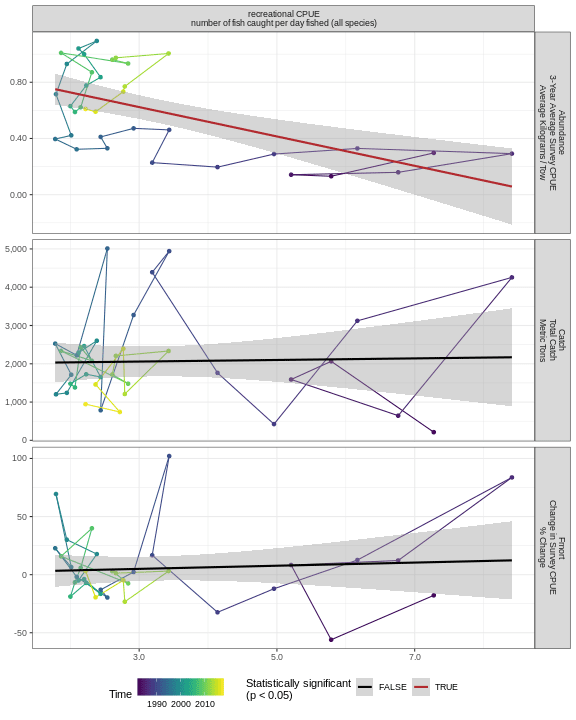 recreational CPUE
number of fish caught per day fished (all species)
0.80
0.40
0.00
Abundance
3-Year Average Survey CPUE
Average Kilograms / Tow
5,000
4,000
3,000
2,000
1,000
0
Catch
Total Catch
Metric Tons
100
50
0
-50
Fmort
Change in Survey CPUE
% Change
3.0
5.0
7.0
Time
1990 2000 2010
Statistically significant
(p < 0.05)
FALSE
TRUE